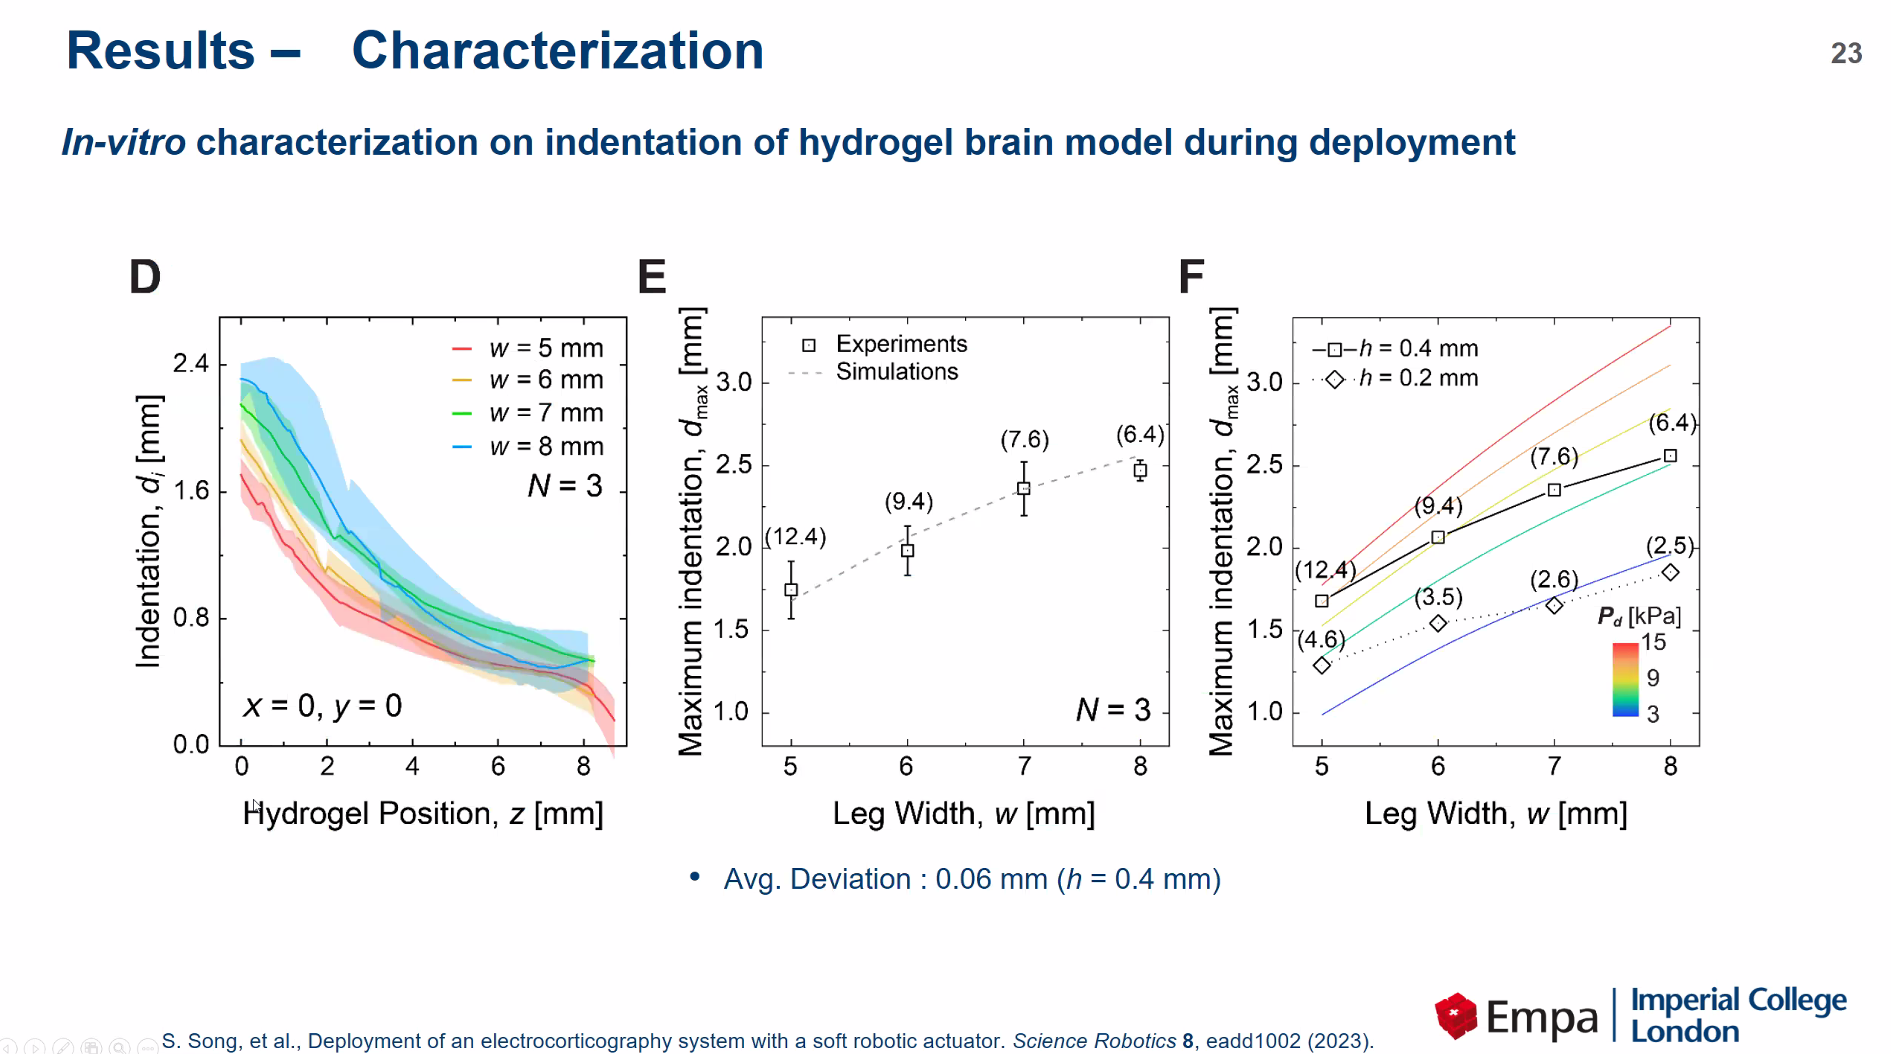 Results – Characterization
23
In-vitro characterization on indentation of hydrogel brain model during deployment
D
Indentation, di [mm]
2.4
1.6
0.8
0.0
w = 5 mm
w = 6 mm
w = 7 mm
w = 8 mm
N = 3
x = 0, y = 0
0 2 4 6 8
Hydrogel Position, z [mm]
E
Maximum indentation, dmax [mm]
3.0
2.5
2.0
1.5
1.0
Experiments
Simulations
(12.4)
(9.4)
(7.6)
(6.4)
N = 3
5 6 7 8
Leg Width, w [mm]
F
Maximum indentation, dmax [mm]
3.0
2.5
2.0
1.5
1.0
h = 0.4 mm
h = 0.2 mm
(12.4)
(9.4)
(7.6)
(6.4)
(4.6)
(3.5)
(2.6)
(2.5)
Pd [kPa]
15
9
3
5 6 7 8
Leg Width, w [mm]
• Avg. Deviation : 0.06 mm (h = 0.4 mm)
Empa
Imperial College
London
S. Song, et al., Deployment of an electrocorticography system with a soft robotic actuator. Science Robotics 8, eadd1002 (2023).